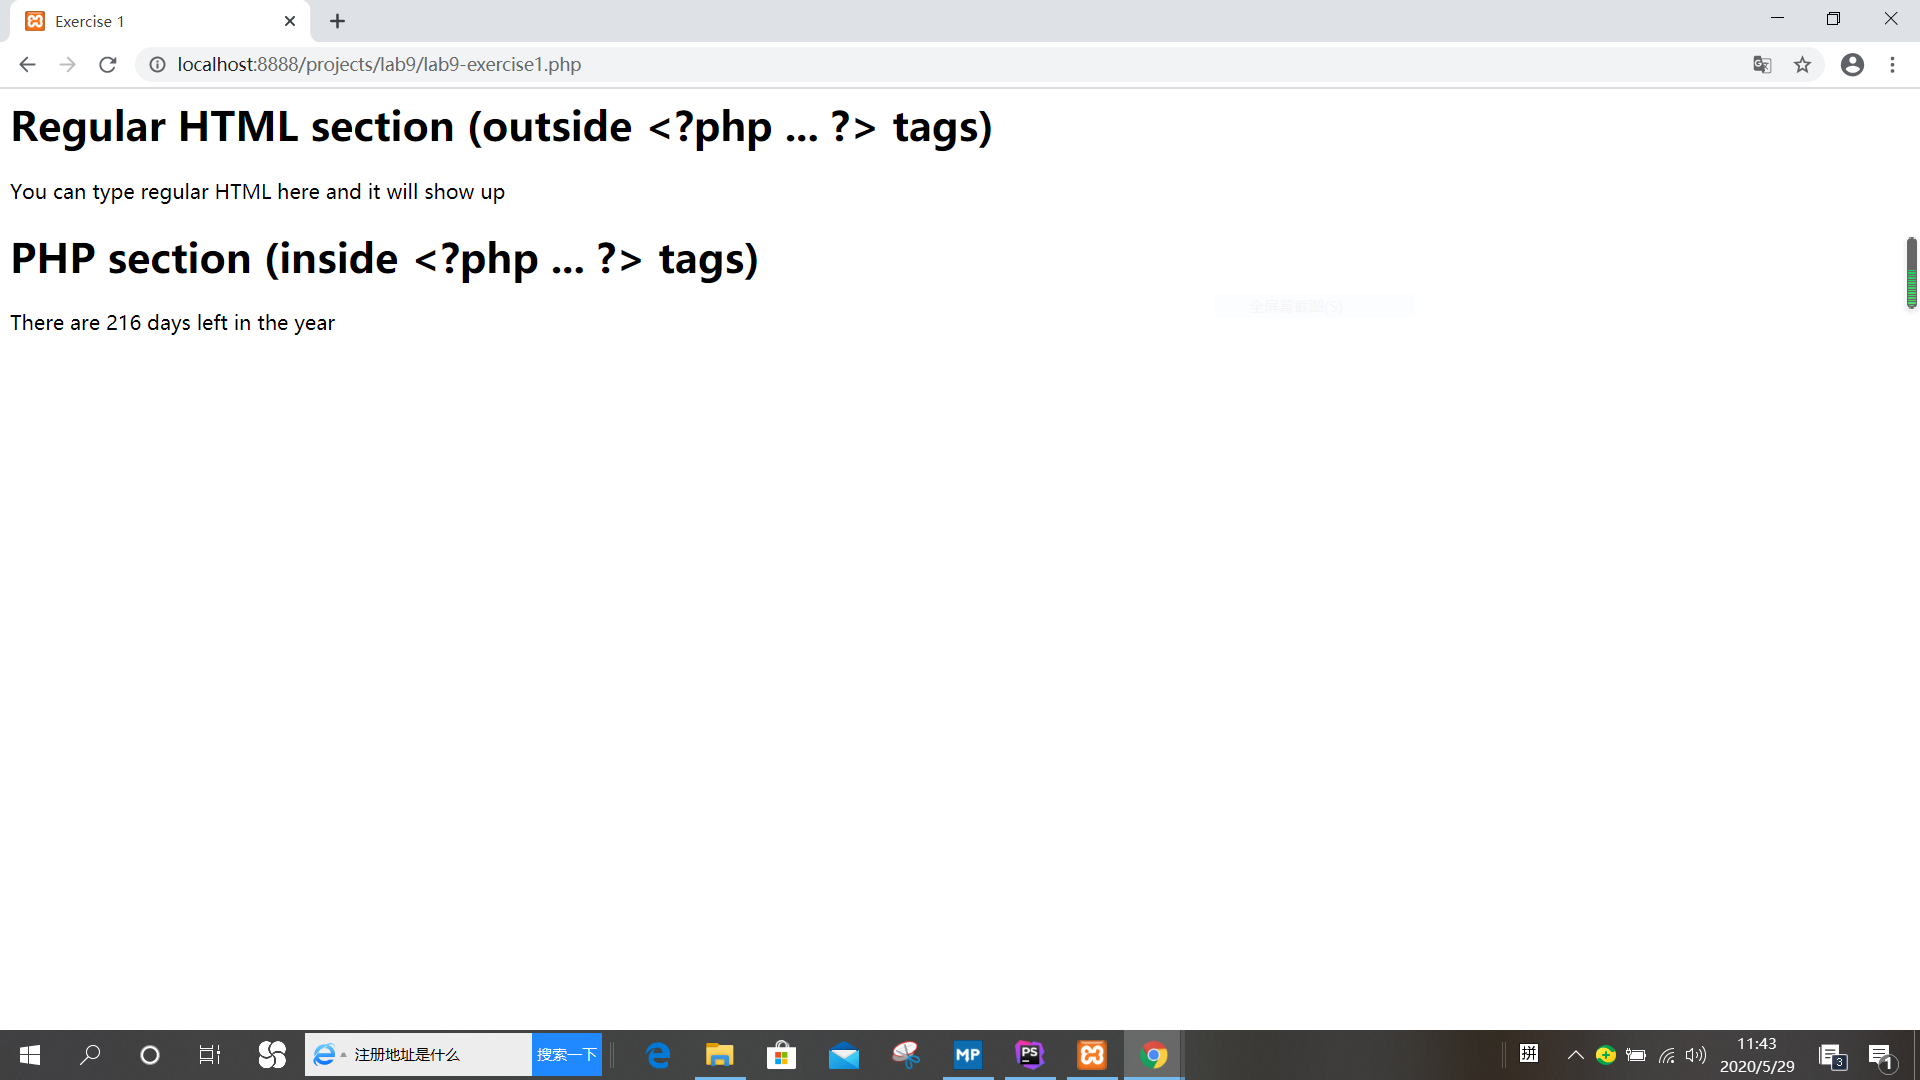 Exercise 1
localhost:8888/projects/lab9/lab9-exercise1.php
Regular HTML section (outside <?php ... ?> tags)
You can type regular HTML here and it will show up
PHP section (inside <?php ... ?> tags)
There are 216 days left in the year
注册地址是什么
搜索一下
MP
PS
拼
11:43
2020/5/29
3
1